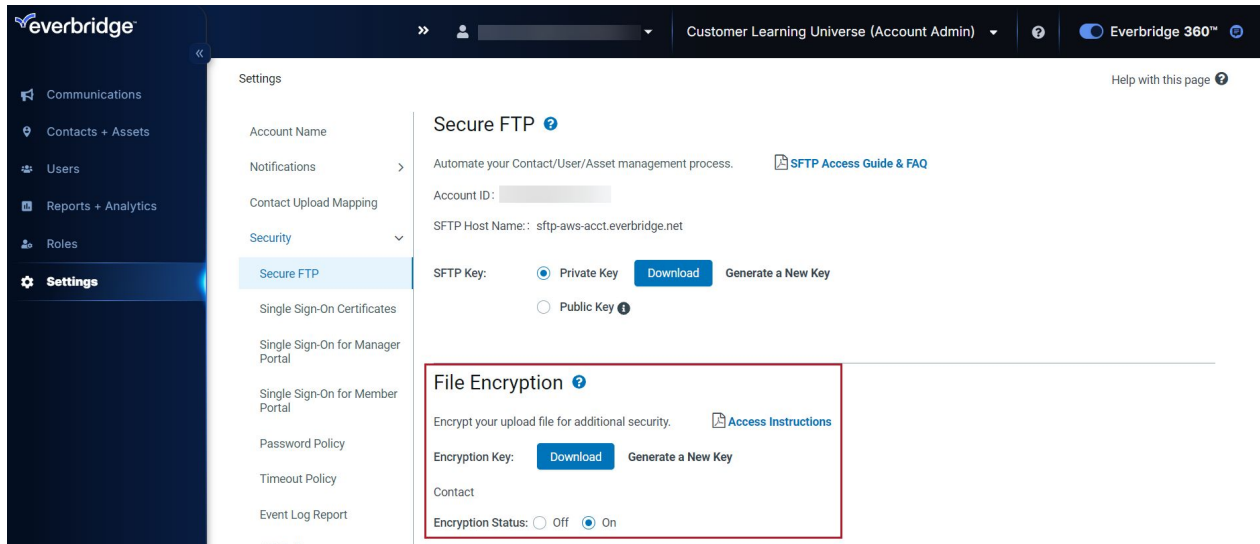 everbridge™
Customer Learning Universe (Account Admin)
Everbridge 360™
Communications
Contacts + Assets
Users
Reports + Analytics
Roles
Settings
Settings
Help with this page
Account Name
Notifications
Contact Upload Mapping
Security
Secure FTP
Single Sign-On Certificates
Single Sign-On for Manager
Portal
Single Sign-On for Member
Portal
Password Policy
Timeout Policy
Event Log Report
Secure FTP
Automate your Contact/User/Asset management process. SFTP Access Guide & FAQ
Account ID:
SFTP Host Name:: sftp-aws-acct.everbridge.net
SFTP Key: Private Key Download Generate a New Key
Public Key
File Encryption
Encrypt your upload file for additional security. Access Instructions
Encryption Key: Download Generate a New Key
Contact
Encryption Status: Off On